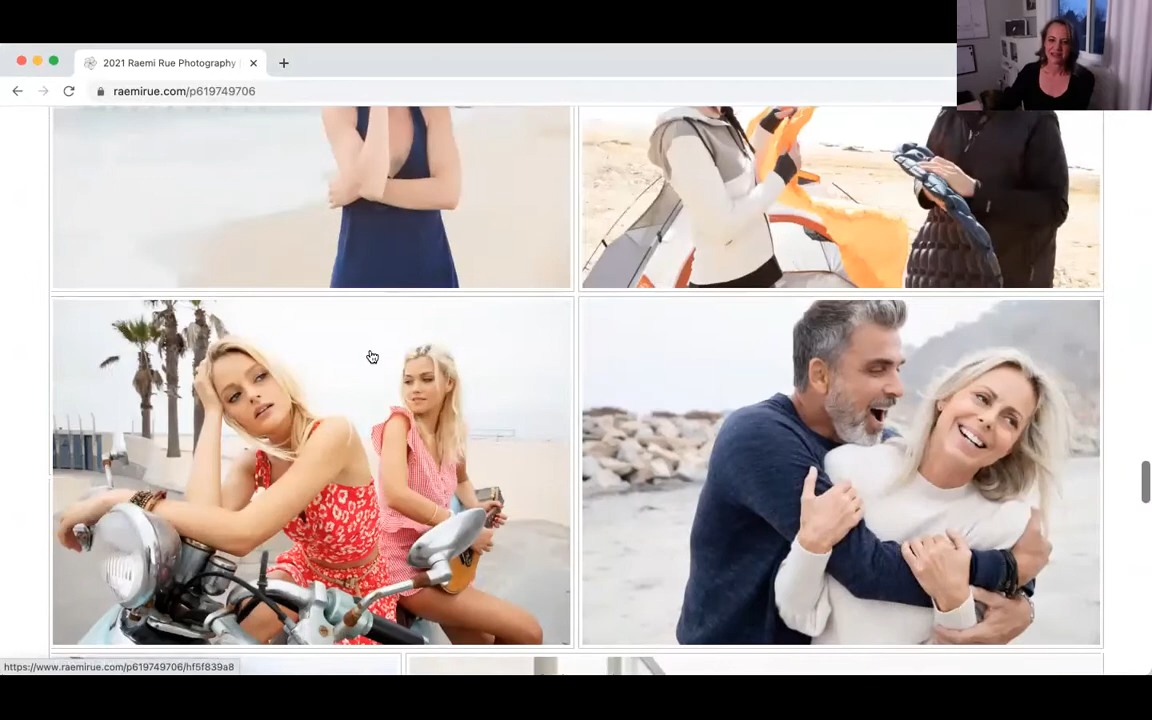 2021 Raemi Rue Photography
raemirue.com/p619749706
https://www.raemirue.com/p619749706/hf5f839a8